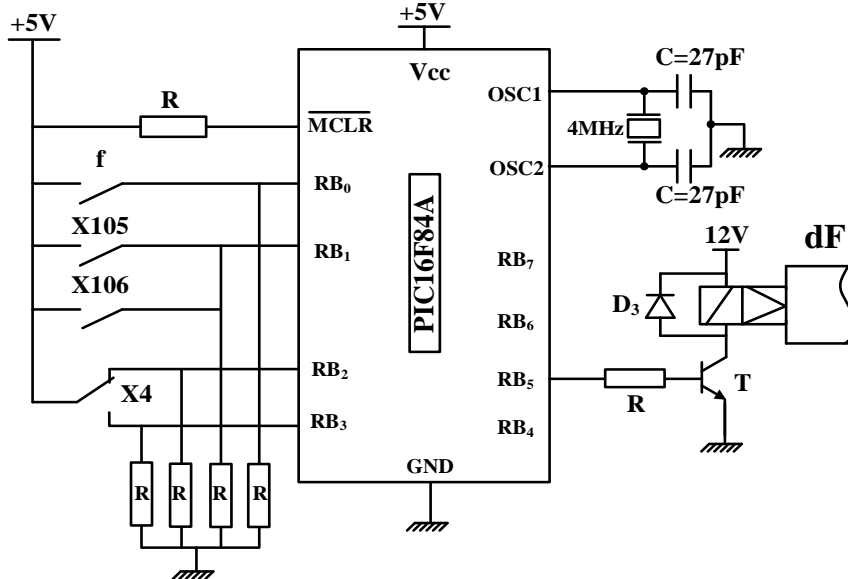 +5V
+5V
Vcc
C=27pF
R
MCLR
OSC1
4MHz
f
RB₀
OSC2
C=27pF
X105
RB₁
PIC16F84A
RB₇
12V
dF
X106
D₃
RB₆
RB₂
X4
RB₅
R
T
RB₃
RB₄
GND
R
R
R
R